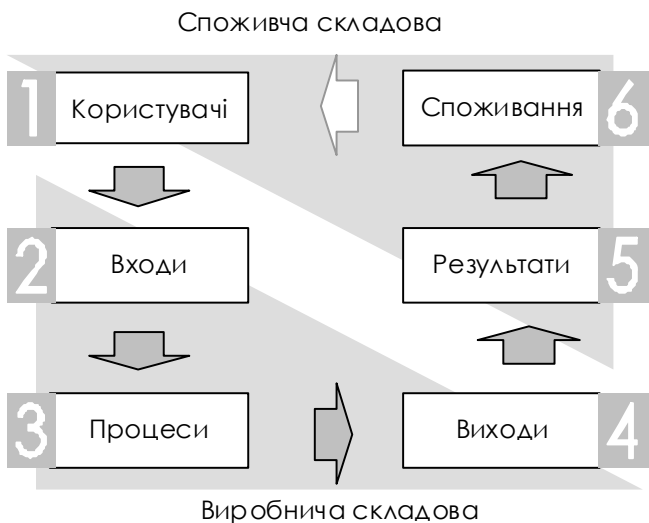 Споживча складова
1 Користувачі
Споживання 6
2 Входи
Результати 5
3 Процеси
Виходи 4
Виробнича складова